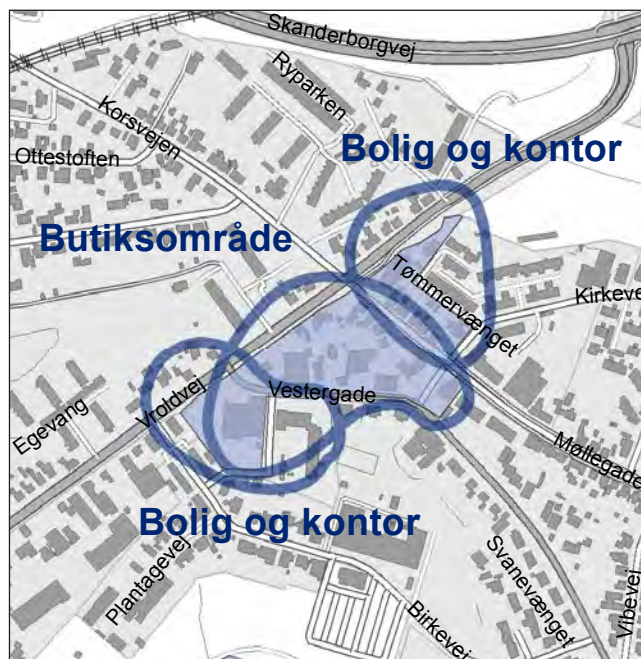 Skanderborgvej
Ryparken
Korsvejen
Bolig og kontor
Ottestoften
Butiksområde
Tømmervænget
Kirkevej
Vestergade
Vroldvej
Egevang
Møllegade
Bolig og kontor
Plantagevej
Svanevænget
Vibevej
Birkevej